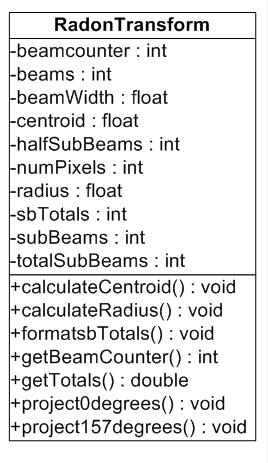 RadonTransform
-beamcounter : int
-beams : int
-beamWidth : float
-centroid : float
-halfSubBeams : int
-numPixels : int
-radius : float
-sbTotals : int
-subBeams : int
-totalSubBeams : int
+calculateCentroid() : void
+calculateRadius() : void
+formatsbTotals() : void
+getBeamCounter() : int
+getTotals() : double
+project0degrees() : void
+project157degrees() : void